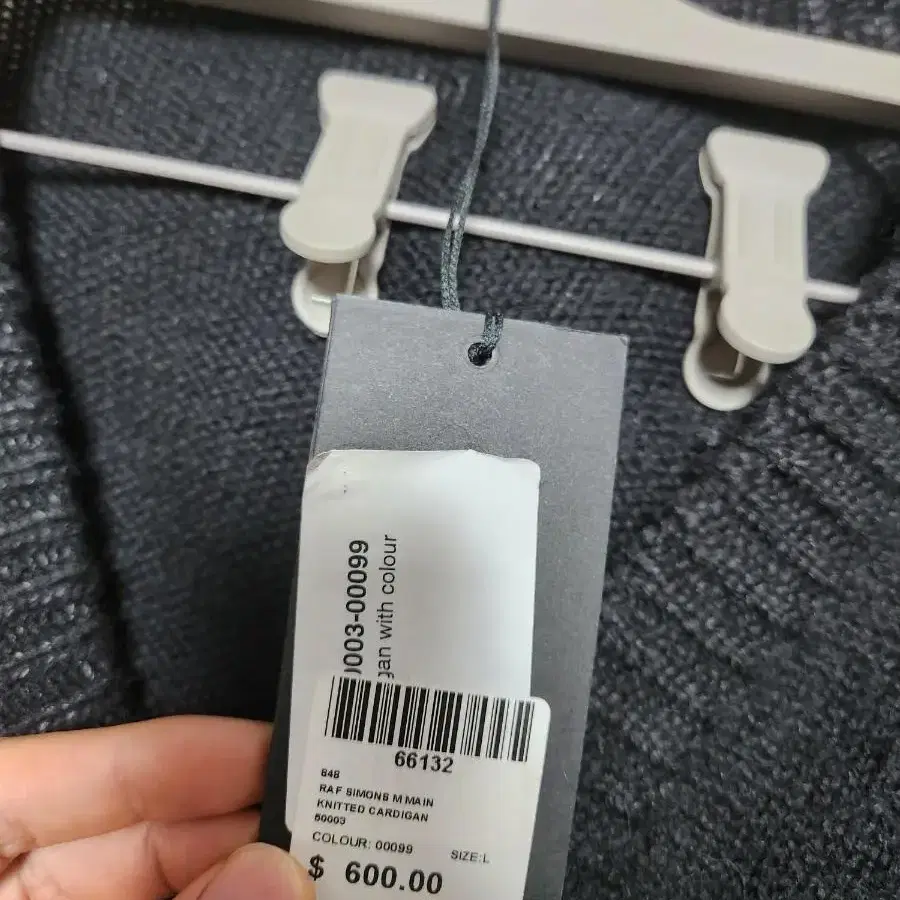 0003-00099
gan with colour
66132
848
RAF SIMONS M MAIN
KNITTED CARDIGAN
50003
COLOUR: 00099 SIZE:L
$ 600.00